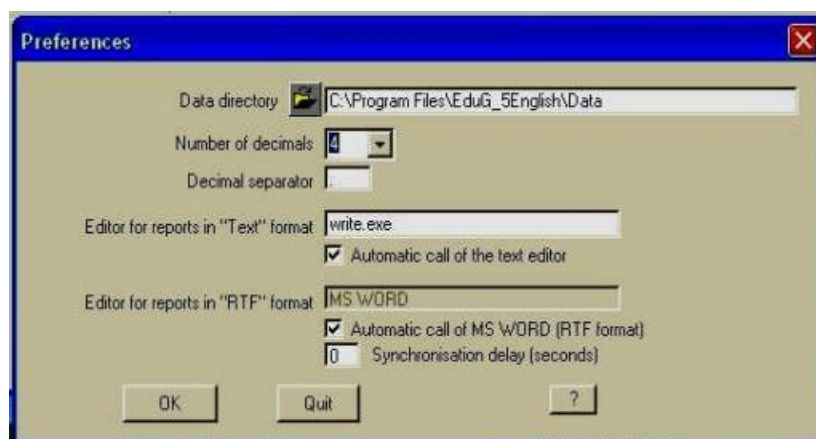 Preferences
Data directory C:\Program Files\EduG_5English\Data
Number of decimals 4
Decimal separator .
Editor for reports in "Text" format write.exe
Automatic call of the text editor
Editor for reports in "RTF" format MS WORD
Automatic call of MS WORD (RTF format)
0 Synchronisation delay (seconds)
OK Quit ?